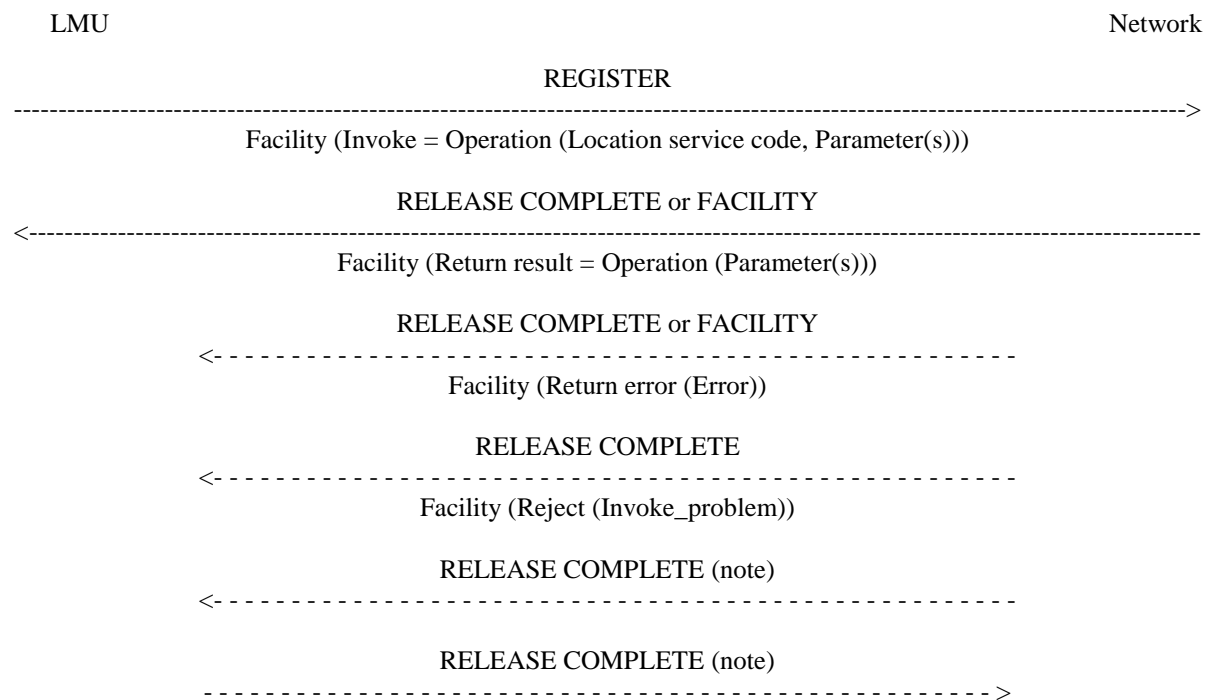 LMU Network
REGISTER
------------------------------------------------------------------------------------------------------------------------------------>
Facility (Invoke = Operation (Location service code, Parameter(s)))
RELEASE COMPLETE or FACILITY
<------------------------------------------------------------------------------------------------------------------------------------
Facility (Return result = Operation (Parameter(s)))
RELEASE COMPLETE or FACILITY
<- - - - - - - - - - - - - - - - - - - - - - - - - - - - - - - - - - - - - - - - - - - - - - - - - - - - -
Facility (Return error (Error))
RELEASE COMPLETE
<- - - - - - - - - - - - - - - - - - - - - - - - - - - - - - - - - - - - - - - - - - - - - - - - - - - - -
Facility (Reject (Invoke_problem))
RELEASE COMPLETE (note)
<- - - - - - - - - - - - - - - - - - - - - - - - - - - - - - - - - - - - - - - - - - - - - - - - - - - - -
RELEASE COMPLETE (note)
- - - - - - - - - - - - - - - - - - - - - - - - - - - - - - - - - - - - - - - - - - - - - - - - - - - - >